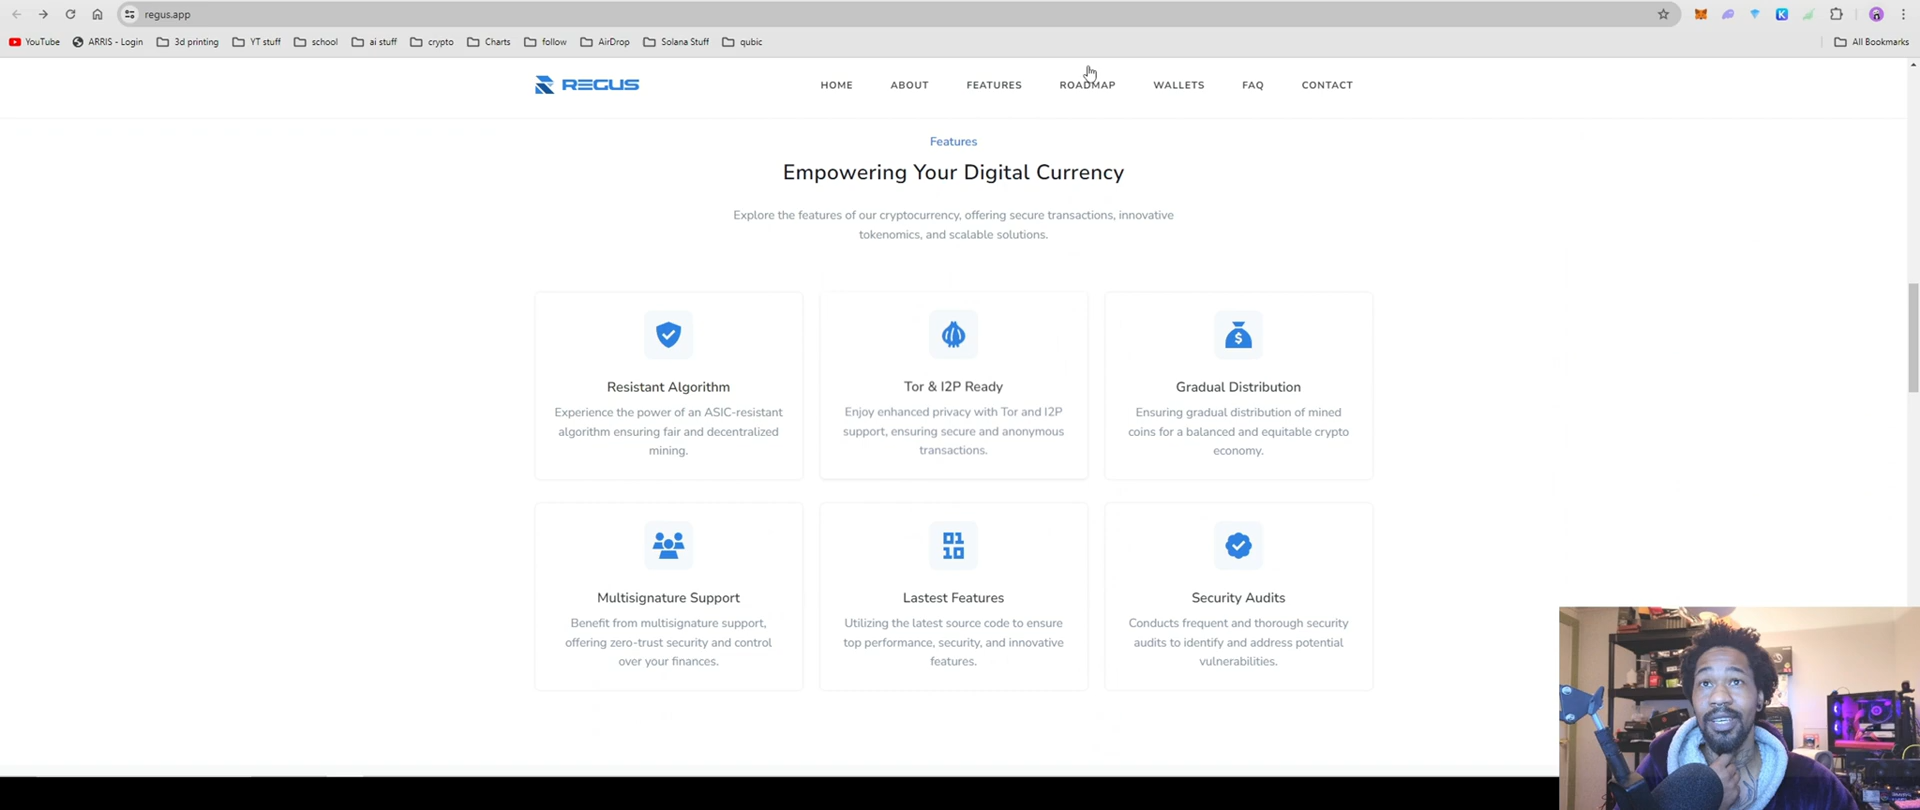 regus.app
YouTube ARRIS - Login 3d printing YT stuff school ai stuff crypto Charts follow AirDrop Solana Stuff qubic All Bookmarks
REGUS HOME ABOUT FEATURES ROADMAP WALLETS FAQ CONTACT
Features
Empowering Your Digital Currency
Explore the features of our cryptocurrency, offering secure transactions, innovative
tokenomics, and scalable solutions.
Resistant Algorithm
Experience the power of an ASIC-resistant
algorithm ensuring fair and decentralized
mining.
Tor & I2P Ready
Enjoy enhanced privacy with Tor and I2P
support, ensuring secure and anonymous
transactions.
$
Gradual Distribution
Ensuring gradual distribution of mined
coins for a balanced and equitable crypto
economy.
Multisignature Support
Benefit from multisignature support,
offering zero-trust security and control
over your finances.
01
10
Lastest Features
Utilizing the latest source code to ensure
top performance, security, and innovative
features.
Security Audits
Conducts frequent and thorough security
audits to identify and address potential
vulnerabilities.